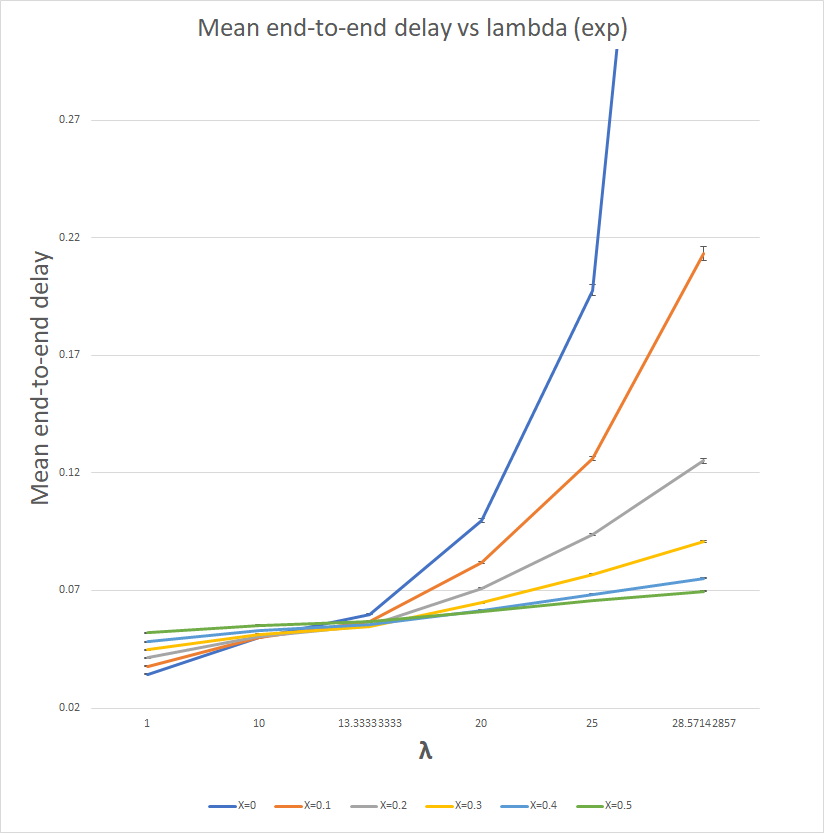 Mean end-to-end delay vs lambda (exp)
0.27
0.22
0.17
0.12
0.07
0.02
Mean end-to-end delay
1 10 13.33333333 20 25 28.57142857
λ
X=0 X=0.1 X=0.2 X=0.3 X=0.4 X=0.5